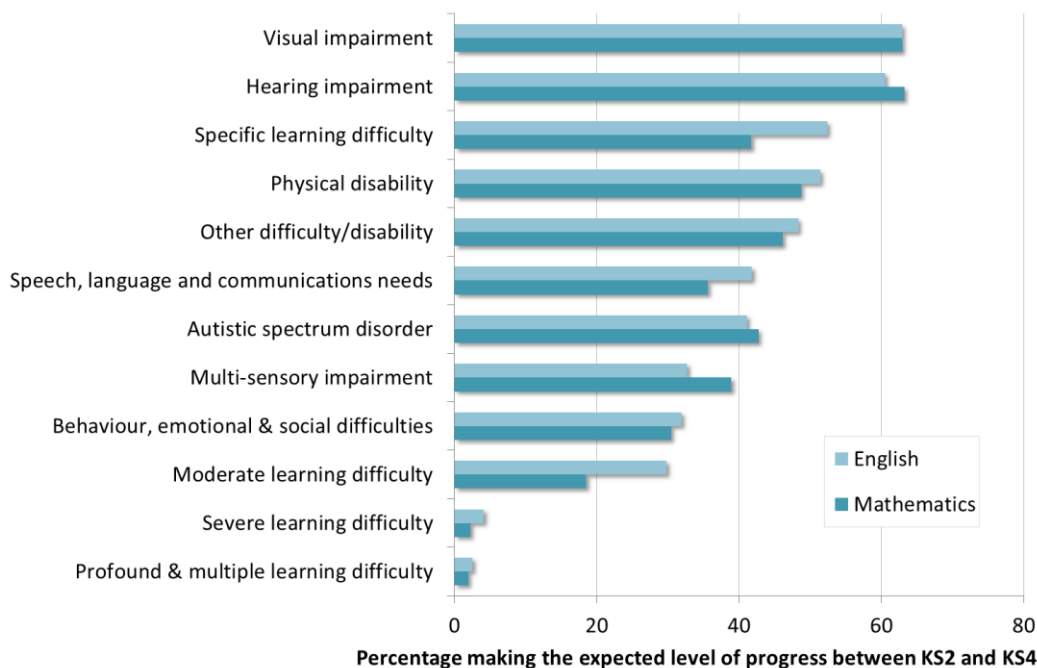 Visual impairment
Hearing impairment
Specific learning difficulty
Physical disability
Other difficulty/disability
Speech, language and communications needs
Autistic spectrum disorder
Multi-sensory impairment
Behaviour, emotional & social difficulties
Moderate learning difficulty
Severe learning difficulty
Profound & multiple learning difficulty
English
Mathematics
0 20 40 60 80
Percentage making the expected level of progress between KS2 and KS4